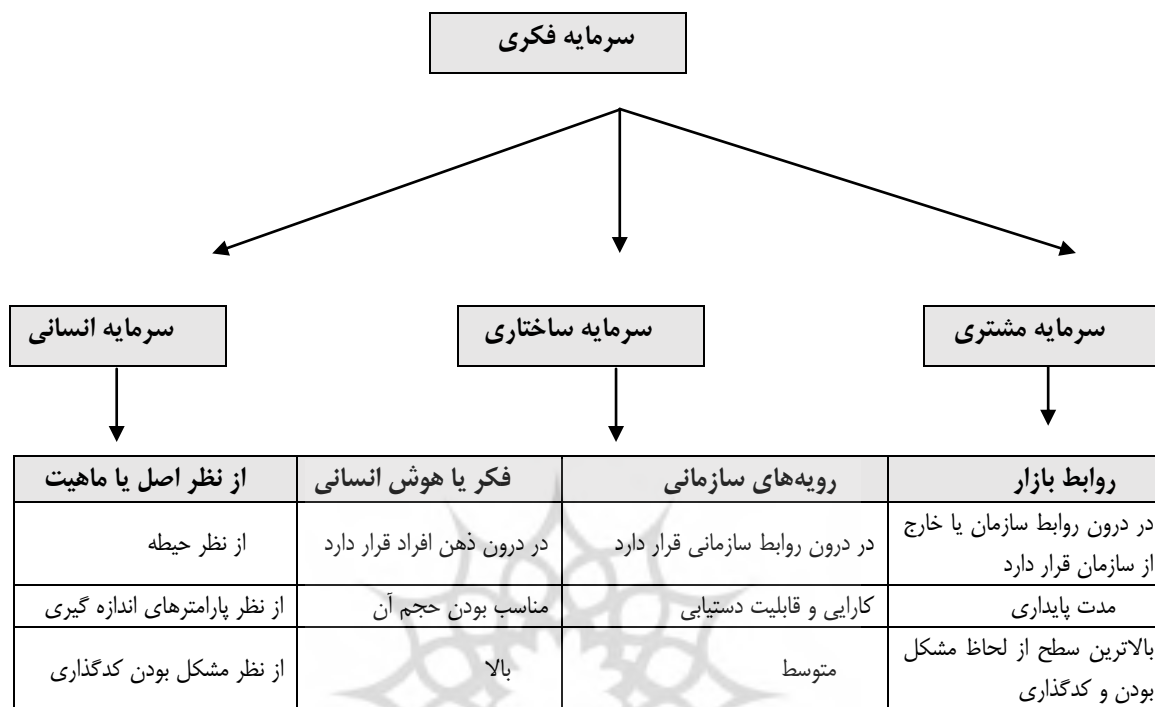 سرمایه فکری
سرمایه مشتری
سرمایه ساختاری
سرمایه انسانی
روابط بازار
رویه‌های سازمانی
فکر یا هوش انسانی
از نظر اصل یا ماهیت
در درون روابط سازمان یا خارج
از سازمان قرار دارد
در درون روابط سازمانی قرار دارد
در درون ذهن افراد قرار دارد
از نظر حیطه
مدت پایداری
کارایی و قابلیت دستیابی
مناسب بودن حجم آن
از نظر پارامترهای اندازه گیری
بالاترین سطح از لحاظ مشکل
بودن و کدگذاری
متوسط
بالا
از نظر مشکل بودن کدگذاری